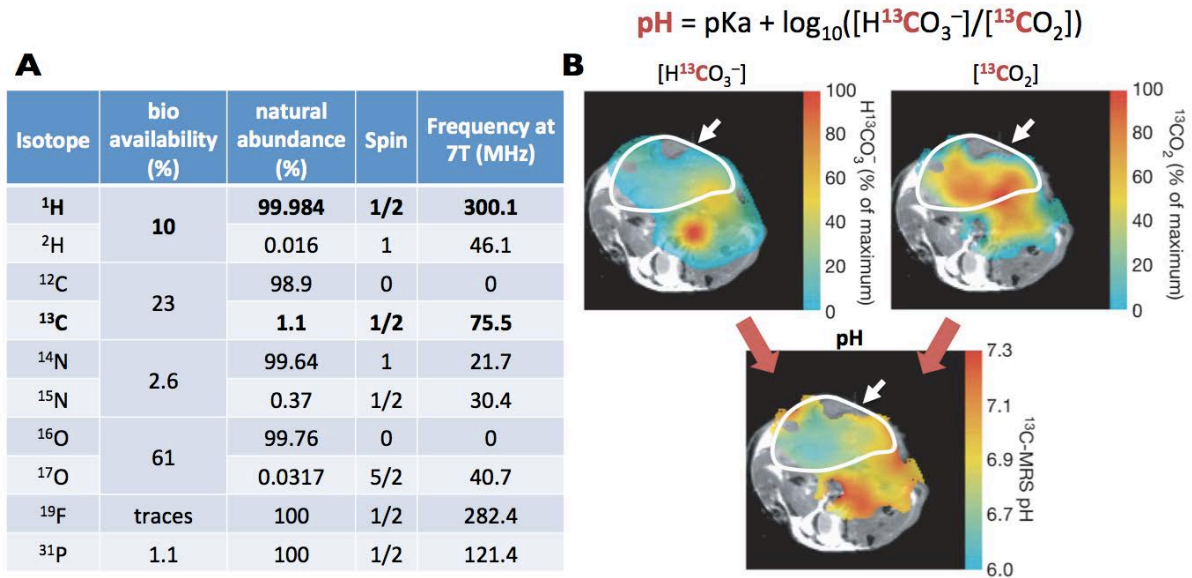 pH = pKa + log₁₀([H¹³CO₃⁻]/[¹³CO₂])
A
Isotope bio availability (%) natural abundance (%) Spin Frequency at 7T (MHz)
¹H 10 99.984 1/2 300.1
²H 0.016 1 46.1
¹²C 23 98.9 0 0
¹³C 1.1 1/2 75.5
¹⁴N 2.6 99.64 1 21.7
¹⁵N 0.37 1/2 30.4
¹⁶O 61 99.76 0 0
¹⁷O 0.0317 5/2 40.7
¹⁹F traces 100 1/2 282.4
³¹P 1.1 100 1/2 121.4
B
[H¹³CO₃⁻]
100
80
60
40
20
0
H¹³CO₃⁻ (% of maximum)
[¹³CO₂]
100
80
60
40
20
0
¹³CO₂ (% of maximum)
pH
7.3
7.1
6.9
6.7
6.0
¹³C-MRS pH